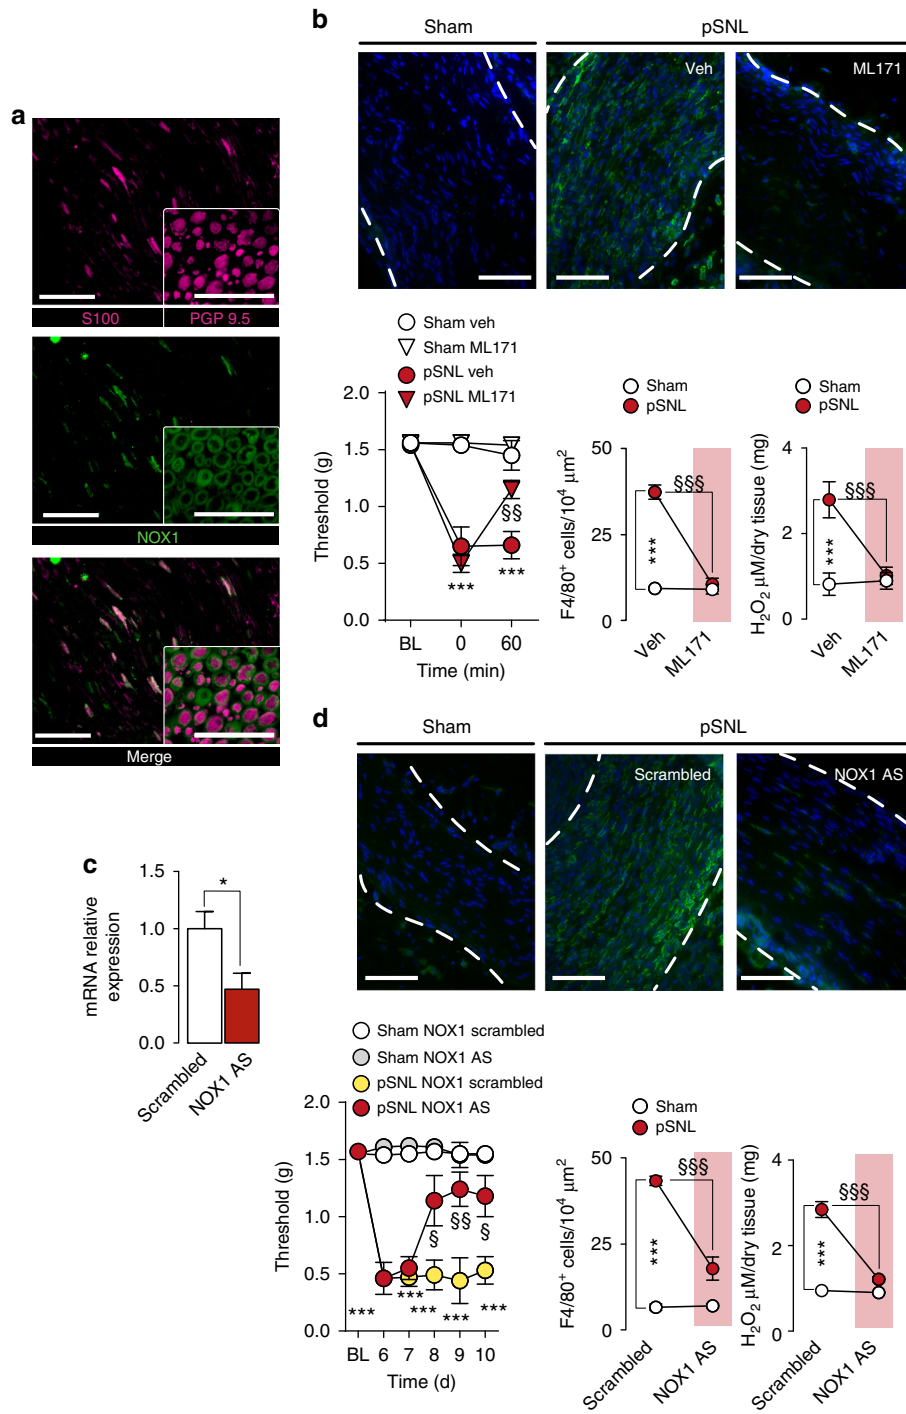 a
S100
PGP 9.5
NOX1
Merge
b
Sham
pSNL
Veh
ML171
Sham veh
Sham ML171
pSNL veh
pSNL ML171
Threshold (g)
2.0
1.5
1.0
0.5
0.0
§§
***
***
BL
0
60
Time (min)
Sham
pSNL
F4/80⁺ cells/10⁴ μm²
50
25
0
§§§
***
Veh
ML171
Sham
pSNL
H₂O₂ μM/dry tissue (mg)
4
2
0
§§§
***
Veh
ML171
c
mRNA relative
expression
1.5
1.0
0.5
0.0
*
Scrambled
NOX1 AS
d
Sham
pSNL
Scrambled
NOX1 AS
Sham NOX1 scrambled
Sham NOX1 AS
pSNL NOX1 scrambled
pSNL NOX1 AS
Threshold (g)
2.0
1.5
1.0
0.5
0.0
§
§§
§
***
***
***
***
***
BL
6
7
8
9
10
Time (d)
Sham
pSNL
F4/80⁺ cells/10⁴ μm²
50
25
0
§§§
***
Scrambled
NOX1 AS
H₂O₂ μM/dry tissue (mg)
4
2
0
§§§
***
Scrambled
NOX1 AS